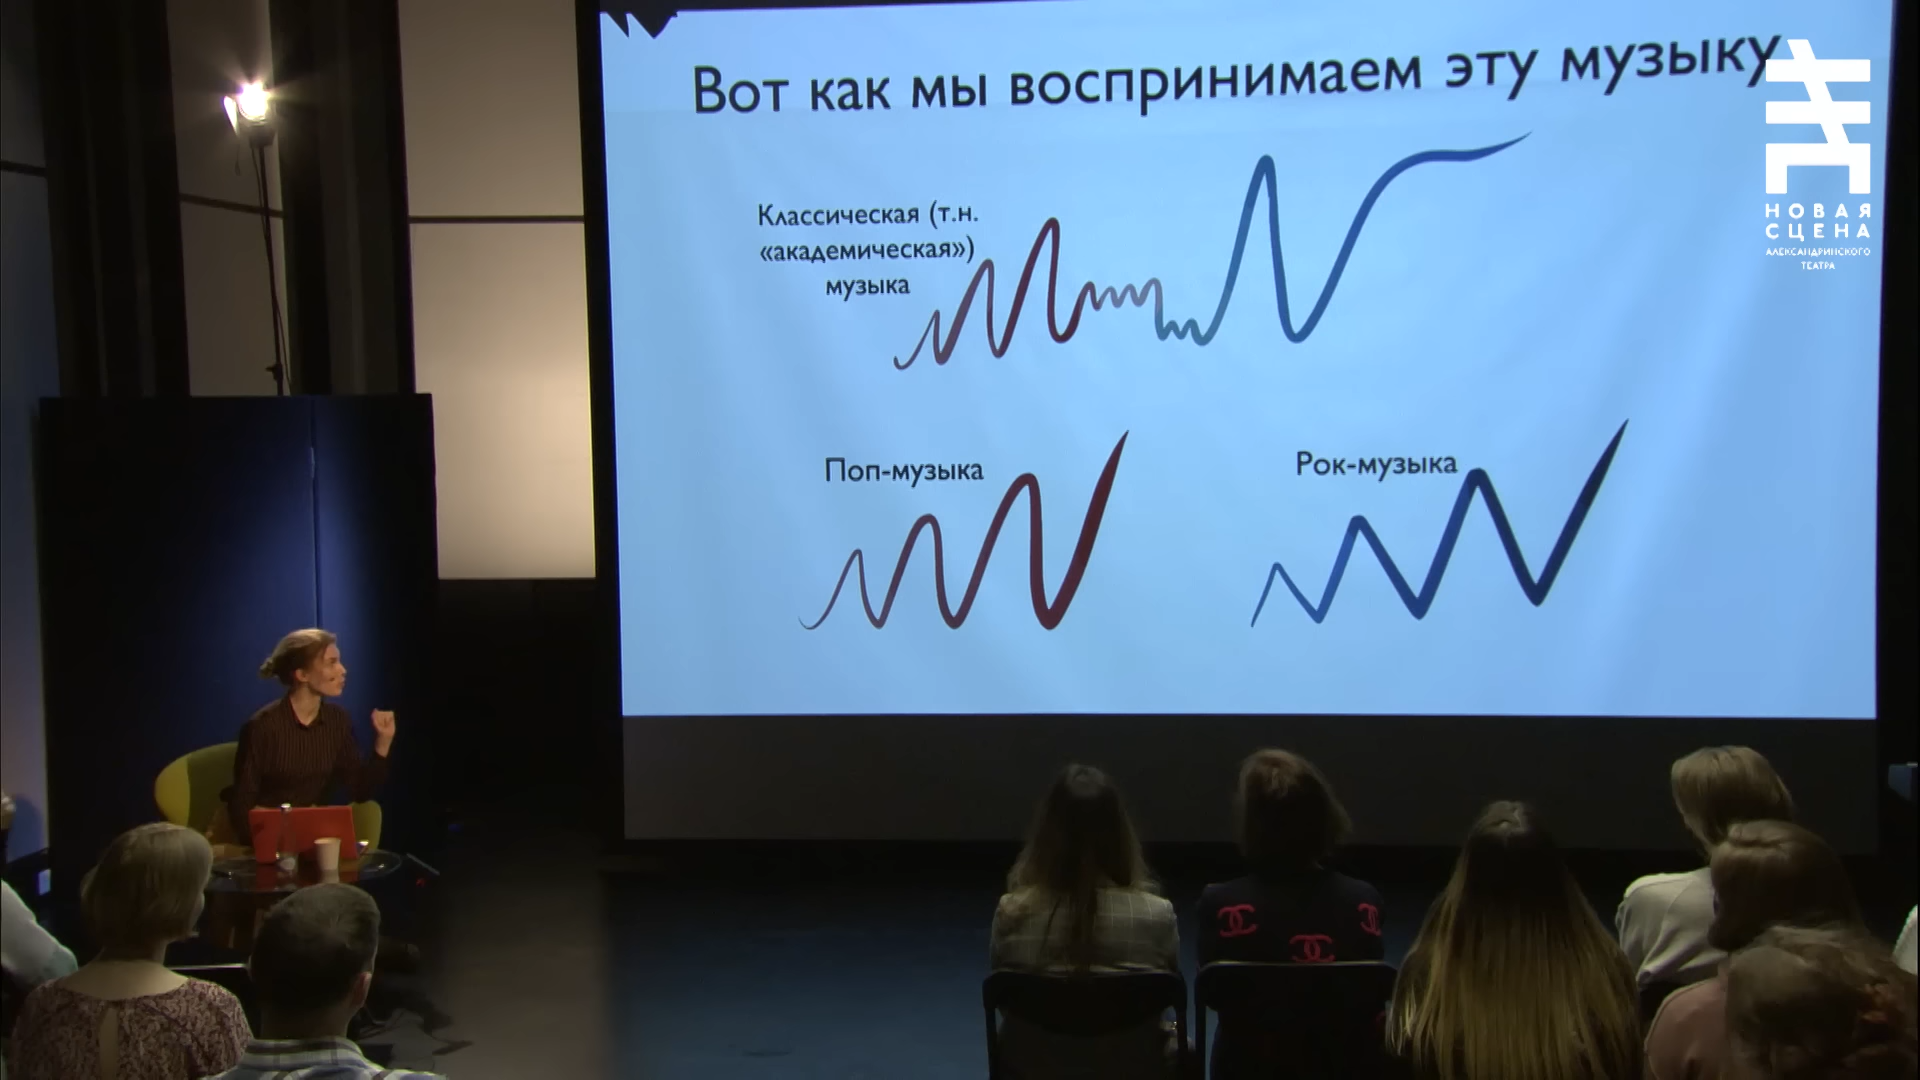 Вот как мы воспринимаем эту музыку
Классическая (т.н.
«академическая»)
музыка
Поп-музыка
Рок-музыка
НОВАЯ
СЦЕНА
АЛЕКСАНДРИНСКОГО
ТЕАТРА